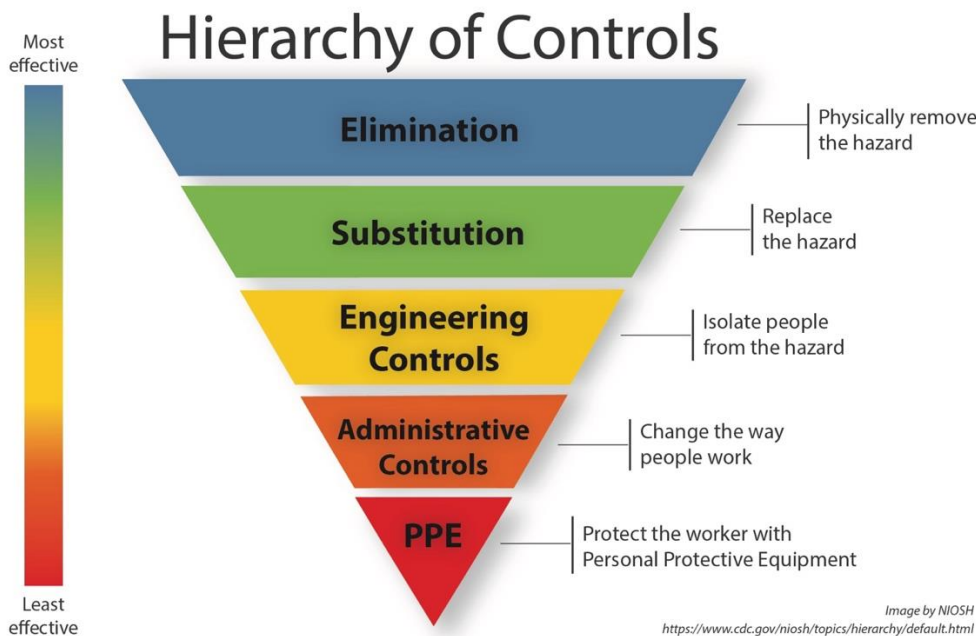 Hierarchy of Controls
Most
effective
Elimination
Physically remove
the hazard
Substitution
Replace
the hazard
Engineering
Controls
Isolate people
from the hazard
Administrative
Controls
Change the way
people work
PPE
Protect the worker with
Personal Protective Equipment
Least
effective
Image by NIOSH
https://www.cdc.gov/niosh/topics/hierarchy/default.html